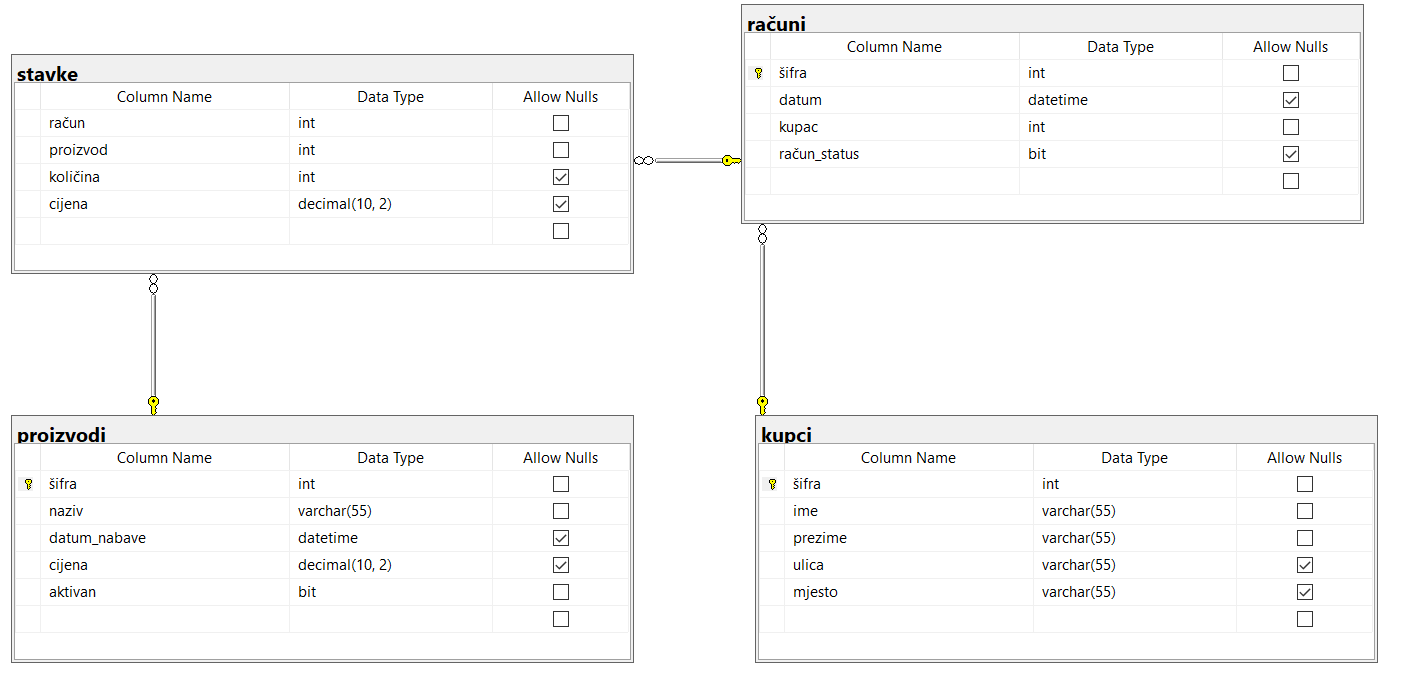 stavke
Column Name Data Type Allow Nulls
račun int
proizvod int
količina int
cijena decimal(10, 2)
računi
Column Name Data Type Allow Nulls
šifra int
datum datetime
kupac int
račun_status bit
proizvodi
Column Name Data Type Allow Nulls
šifra int
naziv varchar(55)
datum_nabave datetime
cijena decimal(10, 2)
aktivan bit
kupci
Column Name Data Type Allow Nulls
šifra int
ime varchar(55)
prezime varchar(55)
ulica varchar(55)
mjesto varchar(55)